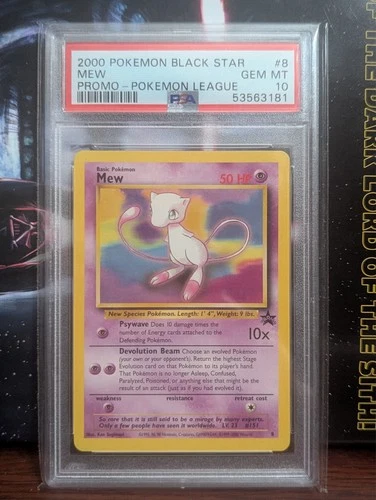 2000 POKEMON BLACK STAR #8
MEW GEM MT
PROMO - POKEMON LEAGUE 10
PSA 53563181
Basic Pokémon
Mew 50 HP
New Species Pokémon. Length: 1' 4", Weight: 9 lbs.
Psywave Does 10 damage times the
number of Energy cards attached to the
Defending Pokémon.
10x
Devolution Beam Choose an evolved Pokémon
(your own or your opponent's). Return the highest Stage
Evolution card on that Pokémon to its player's hand.
That Pokémon is no longer Asleep, Confused,
Paralyzed, Poisoned, or anything else that might be the
result of an attack (just as if you had evolved it).
weakness resistance retreat cost
So rare that it is still said to be a mirage by many experts.
Only a few people have seen it worldwide. LV. 23 #151
8
OF THE DARK LORD OF THE SITH!